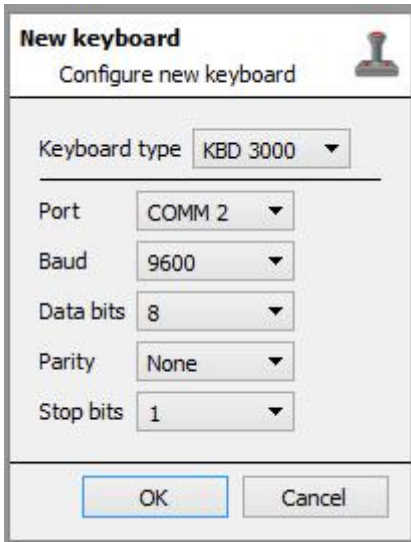 New keyboard
Configure new keyboard
Keyboard type KBD 3000
Port COMM 2
Baud 9600
Data bits 8
Parity None
Stop bits 1
OK Cancel